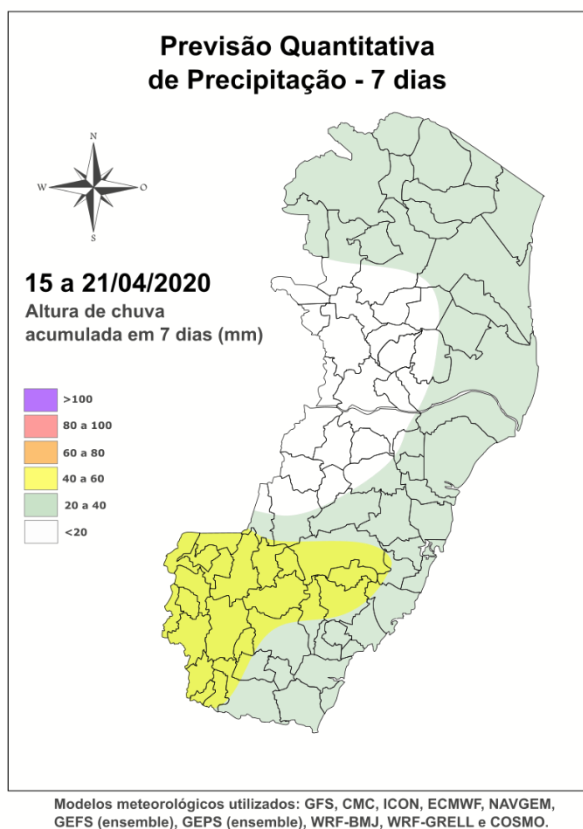 Previsão Quantitativa
de Precipitação - 7 dias
N
W
O
S
15 a 21/04/2020
Altura de chuva
acumulada em 7 dias (mm)
>100
80 a 100
60 a 80
40 a 60
20 a 40
<20
Modelos meteorológicos utilizados: GFS, CMC, ICON, ECMWF, NAVGEM,
GEFS (ensemble), GEPS (ensemble), WRF-BMJ, WRF-GRELL e COSMO.